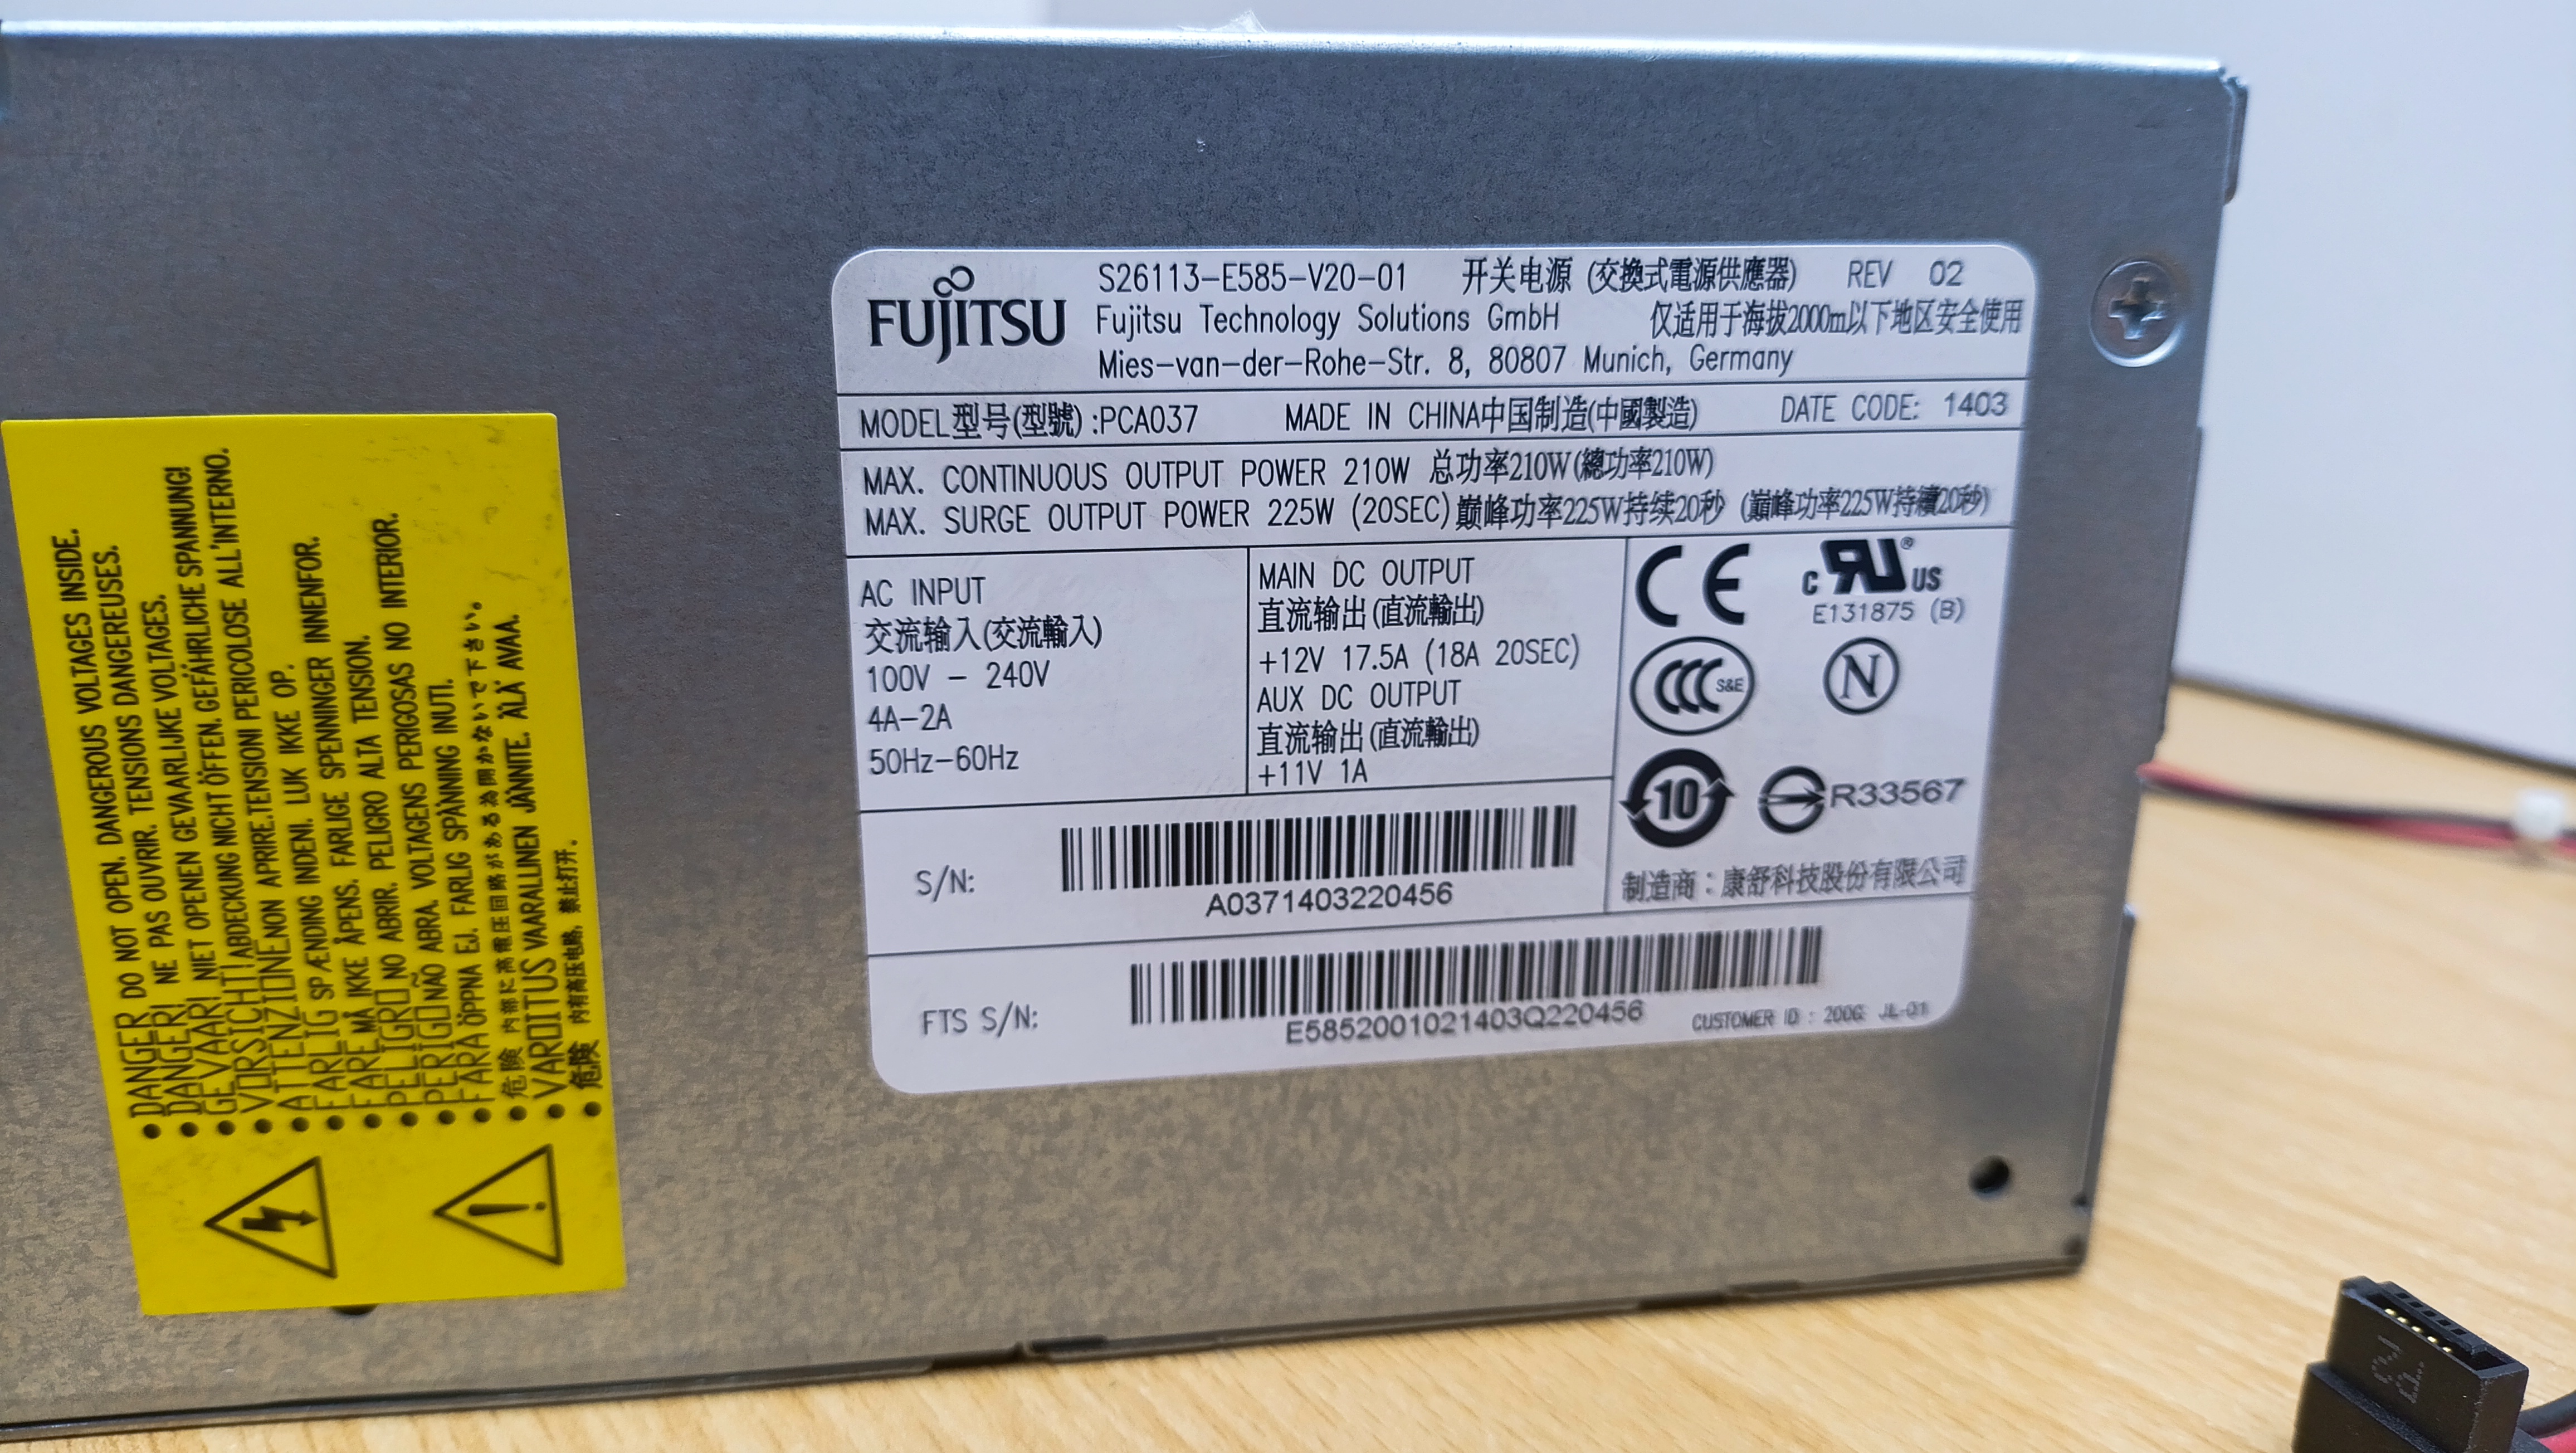 • DANGER DO NOT OPEN. DANGEROUS VOLTAGES INSIDE.
• DANGER! NE PAS OUVRIR. TENSIONS DANGEREUSES.
• GEVAAR! NIET OPENEN GEVAARLIKE VOLTAGES.
• VORSICHT! ABDECKUNG NICHT ÖFFEN. GEFÄHRLICHE SPANNUNG!
• ATTENZIONE NON APRIRE.TENSIONI PERICOLOSE ALL'INTERNO.
• FARLIG SPÆNDING INDENI. LUK IKKE OP.
• FARE MÅ IKKE ÅPENS. FARLIGE SPENNINGER INNENFOR.
• PELIGRO NO ABRIR. PELIGRO ALTA TENSION.
• PERIGO NÃO ABRA. VOLTAGENS PERIGOSAS NO INTERIOR.
• FARA ÖPPNA EJ. FARLIG SPÄNNING INUTI.
• 危険 内部に高電圧回路がある為開かないで下さい。
• VAROITUS VAARALLINEN JÄNNITE. ÄLÄ AVAA.
• 危険 内有高压电路, 禁止打开.
FUJITSU
S26113-E585-V20-01 开关电源 (交換式電源供應器) REV 02
Fujitsu Technology Solutions GmbH 仅适用于海拔2000m以下地区安全使用
Mies-van-der-Rohe-Str. 8, 80807 Munich, Germany
MODEL型号(型號):PCA037 MADE IN CHINA中国制造(中國製造) DATE CODE: 1403
MAX. CONTINUOUS OUTPUT POWER 210W 总功率210W(總功率210W)
MAX. SURGE OUTPUT POWER 225W (20SEC)巅峰功率225W持续20秒 (巔峰功率225W持續20秒)
AC INPUT
交流输入(交流輸入)
100V - 240V
4A-2A
50Hz-60Hz
MAIN DC OUTPUT
直流输出(直流輸出)
+12V 17.5A (18A 20SEC)
AUX DC OUTPUT
直流输出(直流輸出)
+11V 1A
CE c RU US ®
E131875 (B)
CCC S&E N
10 R33567
制造商：康舒科技股份有限公司
S/N:
A0371403220456
FTS S/N:
E5852001021403Q220456 CUSTOMER ID : 2006